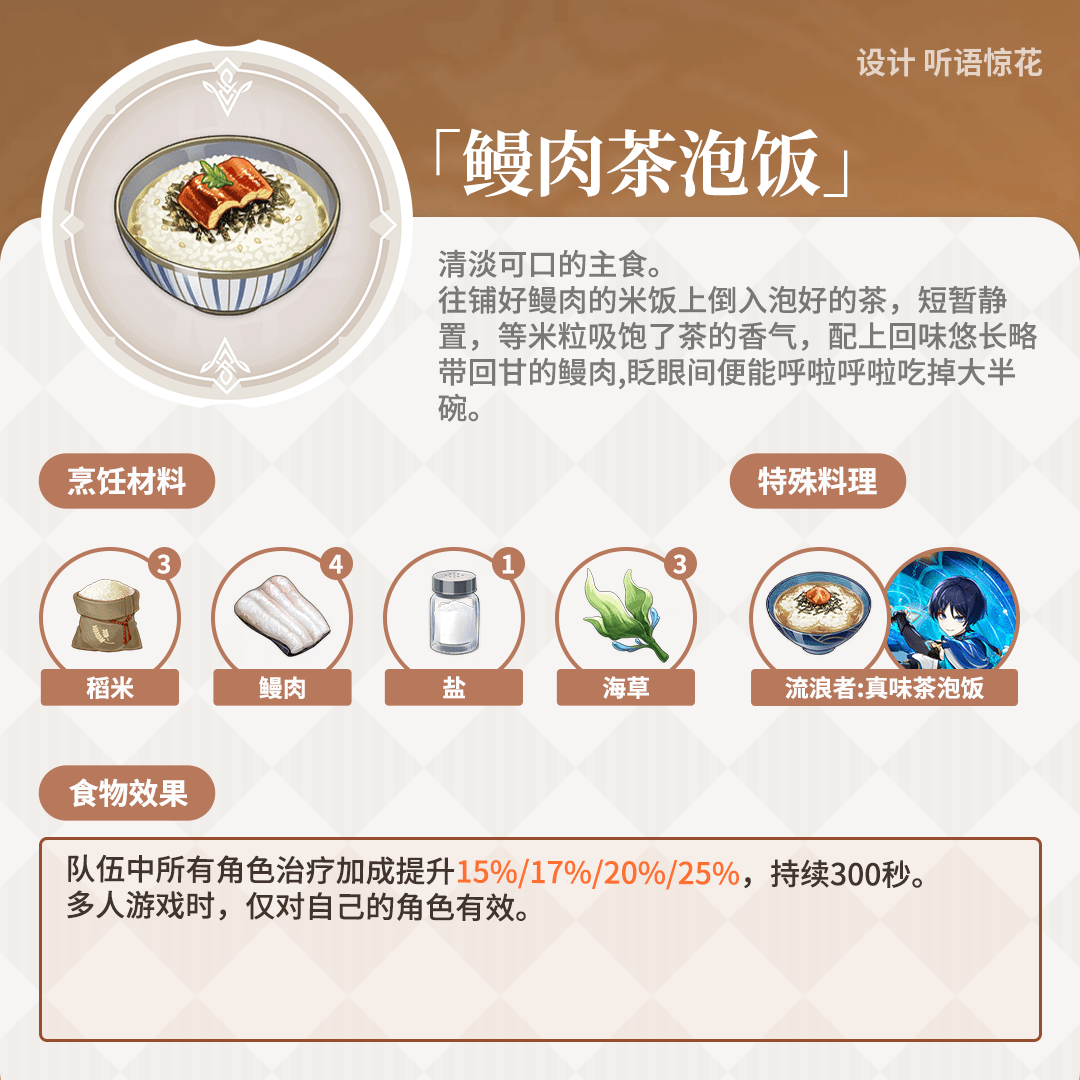 设计 听语惊花
「鳗肉茶泡饭」
清淡可口的主食。
往铺好鳗肉的米饭上倒入泡好的茶，短暂静
置，等米粒吸饱了茶的香气，配上回味悠长略
带回甘的鳗肉,眨眼间便能呼啦呼啦吃掉大半
碗。
烹饪材料
特殊料理
3
4
1
3
稻米
鳗肉
盐
海草
流浪者:真味茶泡饭
食物效果
队伍中所有角色治疗加成提升15%/17%/20%/25%，持续300秒。
多人游戏时，仅对自己的角色有效。